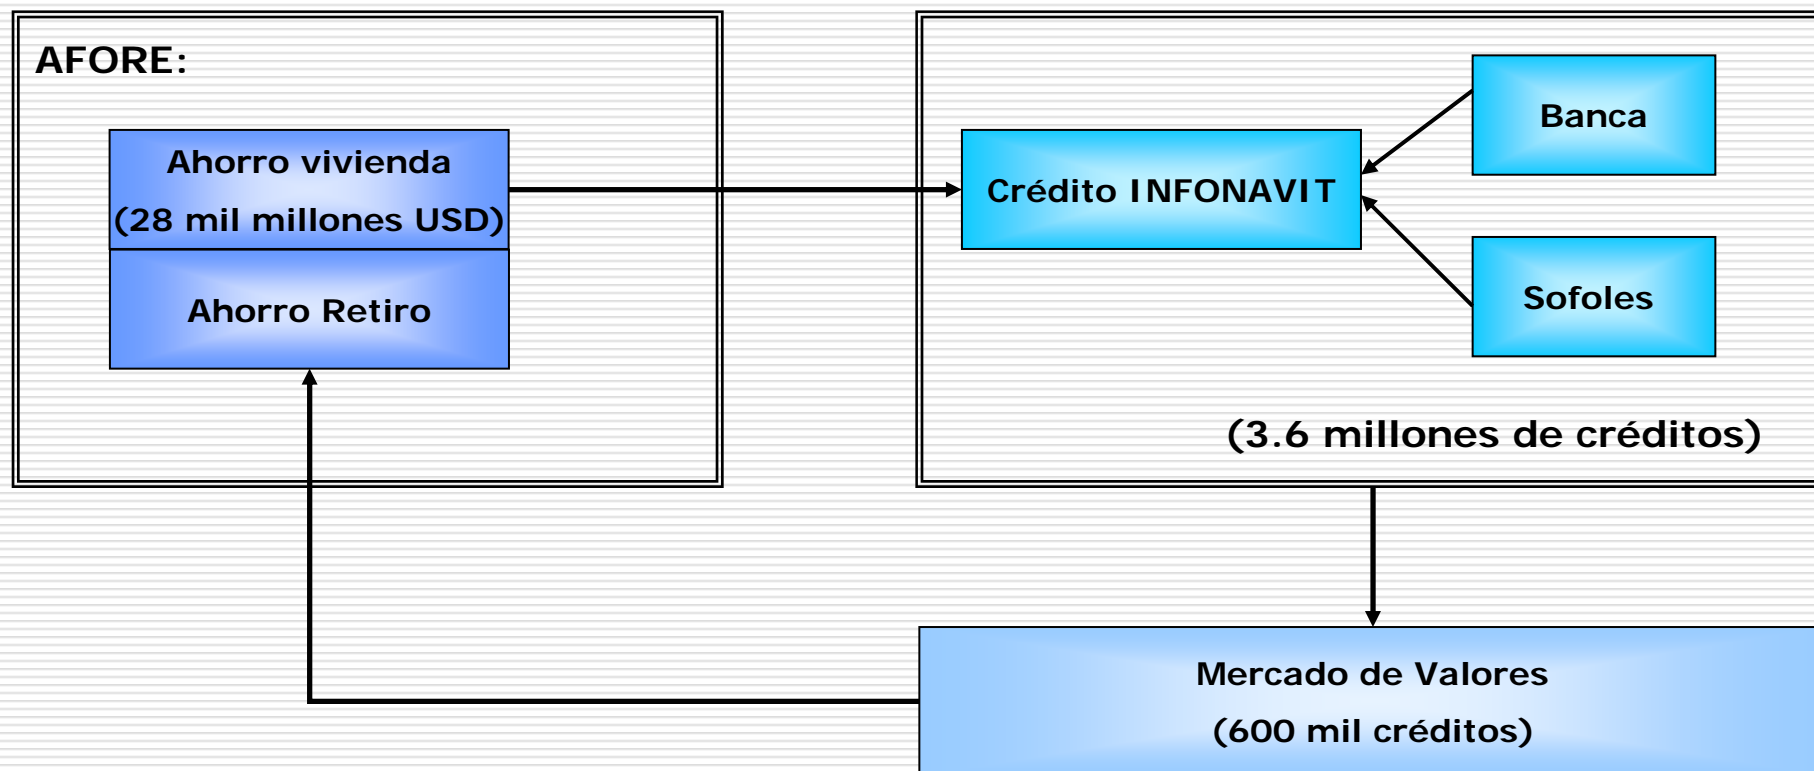 AFORE:
Ahorro vivienda
(28 mil millones USD)
Ahorro Retiro
Crédito INFONAVIT
Banca
Sofoles
(3.6 millones de créditos)
Mercado de Valores
(600 mil créditos)